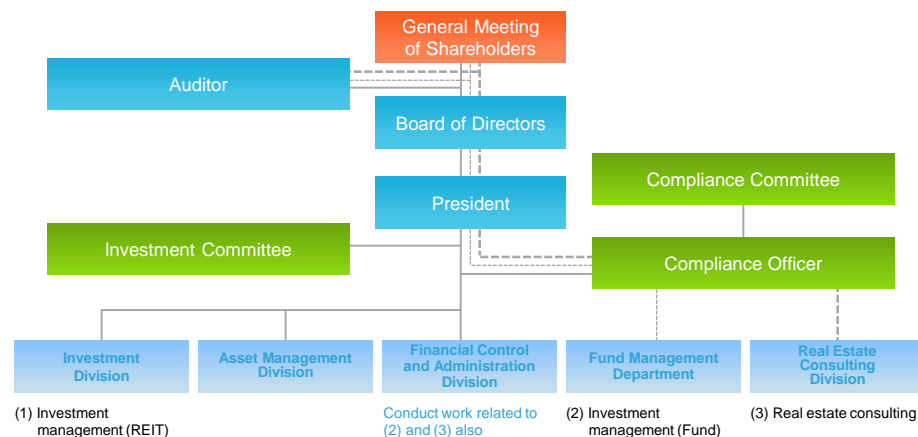 General Meeting
of Shareholders
Auditor
Board of Directors
Compliance Committee
President
Investment Committee
Compliance Officer
Investment
Division
Asset Management
Division
Financial Control
and Administration
Division
Fund Management
Department
Real Estate
Consulting
Division
(1) Investment
management (REIT)
Conduct work related to
(2) and (3) also
(2) Investment
management (Fund)
(3) Real estate consulting